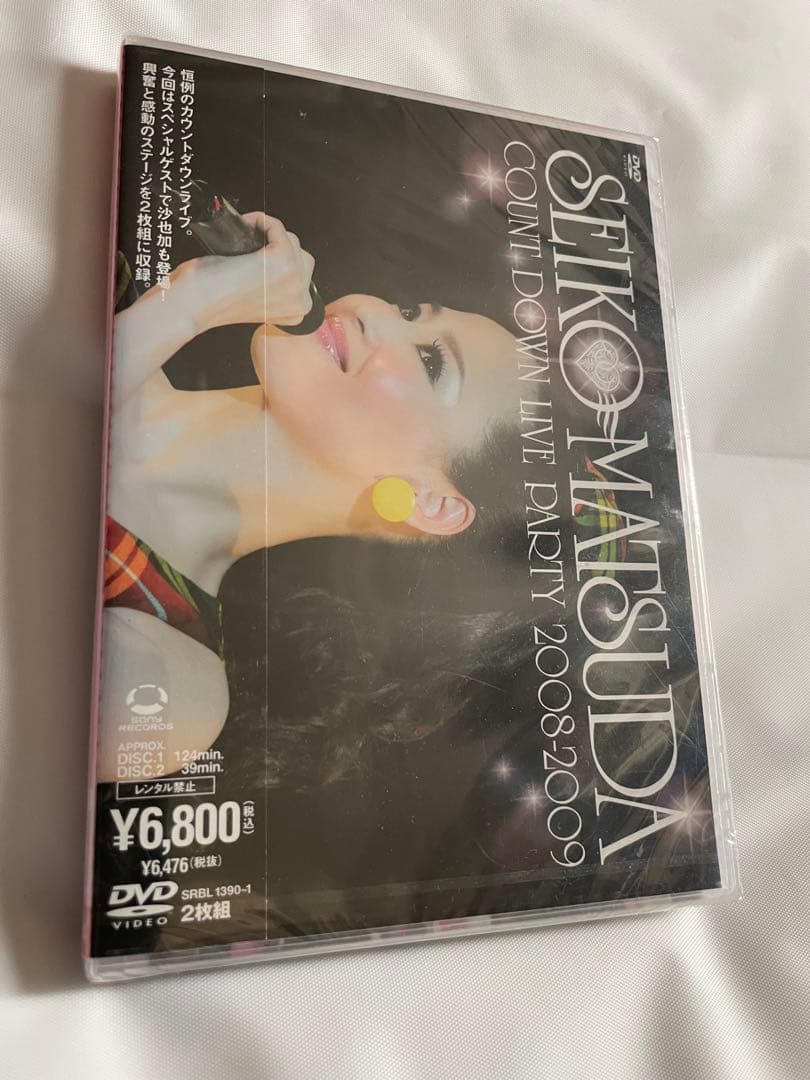 DVD
VIDEO
SEIKO MATSUDA
COUNT DOWN LIVE PARTY 2008-2009
恒例のカウントダウンライブ。
今回はスペシャルゲストで沙也加も登場!
興奮と感動のステージを2枚組に収録。
SONY
RECORDS
APPROX.
DISC.1 124min.
DISC.2 39min.
レンタル禁止
¥6,800(税込)
¥6,476(税抜)
DVD
VIDEO
SRBL 1390-1
2枚組